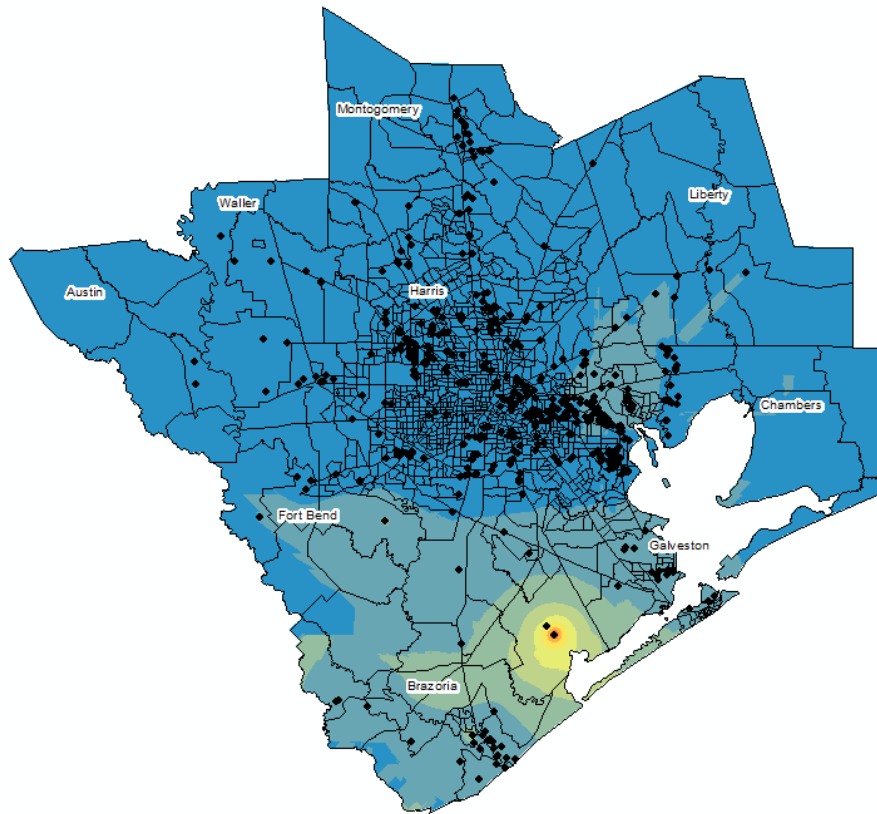 Montogomery
Liberty
Waller
Austin
Harris
Chambers
Fort Bend
Galveston
Brazoria